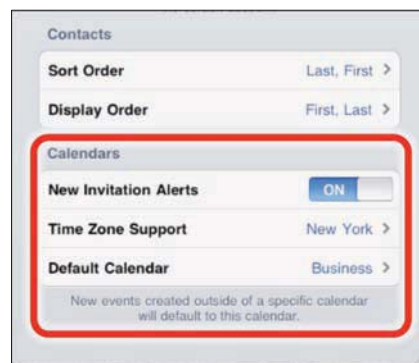 Contacts
Sort Order Last, First >
Display Order First, Last >
Calendars
New Invitation Alerts ON
Time Zone Support New York >
Default Calendar Business >
New events created outside of a specific calendar
will default to this calendar.